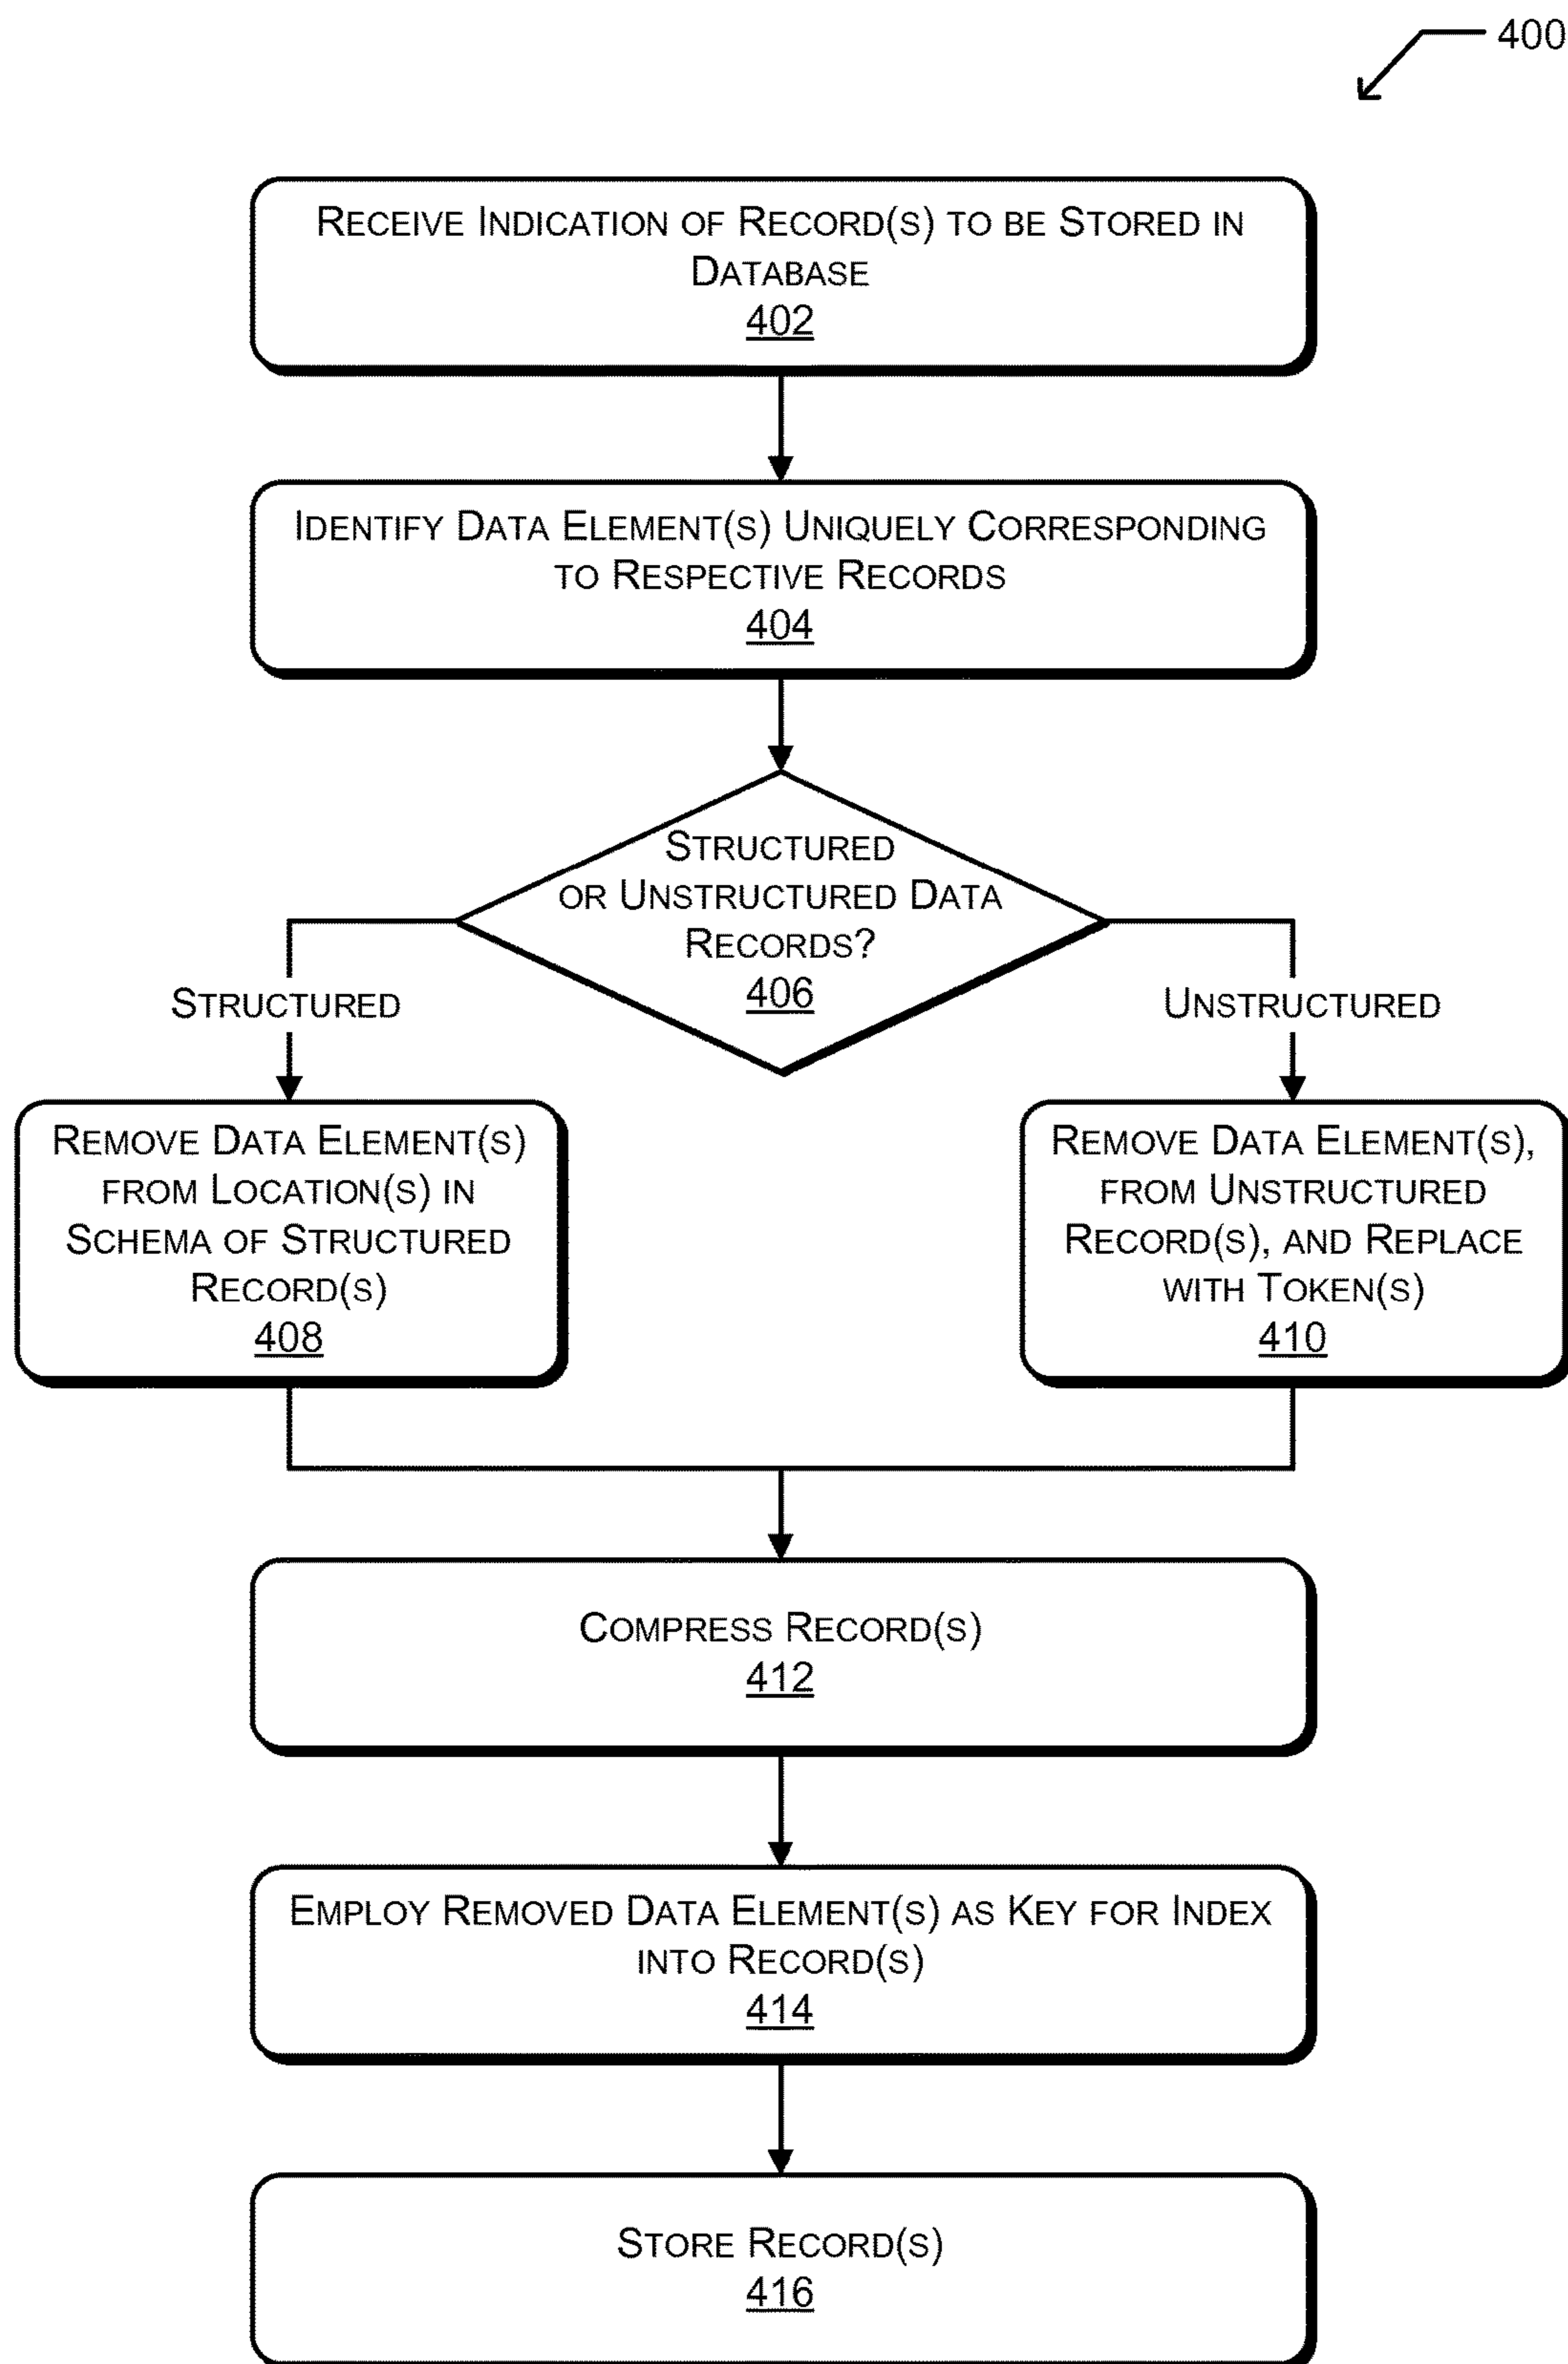 400
RECEIVE INDICATION OF RECORD(S) TO BE STORED IN
DATABASE
402
IDENTIFY DATA ELEMENT(S) UNIQUELY CORRESPONDING
TO RESPECTIVE RECORDS
404
STRUCTURED
OR UNSTRUCTURED DATA
RECORDS?
406
STRUCTURED
UNSTRUCTURED
REMOVE DATA ELEMENT(S)
FROM LOCATION(S) IN
SCHEMA OF STRUCTURED
RECORD(S)
408
REMOVE DATA ELEMENT(S),
FROM UNSTRUCTURED
RECORD(S), AND REPLACE
WITH TOKEN(S)
410
COMPRESS RECORD(S)
412
EMPLOY REMOVED DATA ELEMENT(S) AS KEY FOR INDEX
INTO RECORD(S)
414
STORE RECORD(S)
416